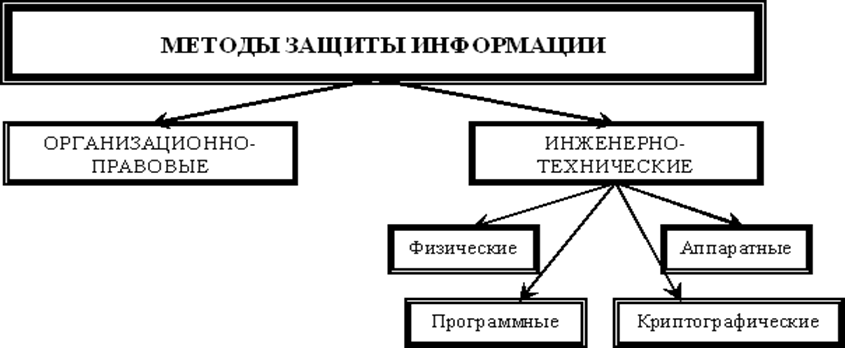 МЕТОДЫ ЗАЩИТЫ ИНФОРМАЦИИ
ОРГАНИЗАЦИОННО-
ПРАВОВЫЕ
ИНЖЕНЕРНО-
ТЕХНИЧЕСКИЕ
Физические
Аппаратные
Программные
Криптографические